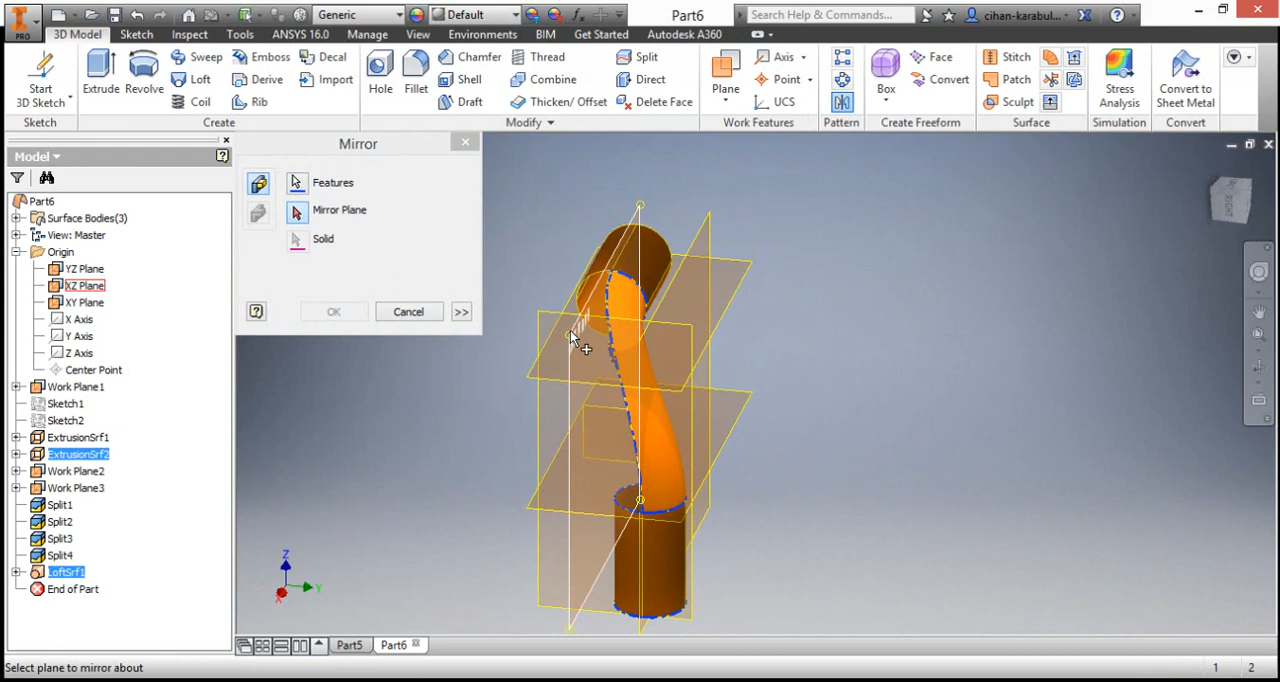 Generic
Default
Part6
Search Help & Commands...
cihan-karabul...
PRO
3D Model
Sketch
Inspect
Tools
ANSYS 16.0
Manage
View
Environments
BIM
Get Started
Autodesk A360
Start
3D Sketch
Extrude
Revolve
Sweep
Loft
Coil
Emboss
Derive
Rib
Decal
Import
Hole
Fillet
Chamfer
Shell
Draft
Thread
Combine
Thicken/ Offset
Split
Direct
Delete Face
Plane
Axis
Point
UCS
Box
Face
Convert
Stitch
Patch
Sculpt
Stress
Analysis
Convert to
Sheet Metal
Sketch
Create
Modify
Work Features
Pattern
Create Freeform
Surface
Simulation
Convert
Model
Part6
Surface Bodies(3)
View: Master
Origin
YZ Plane
XZ Plane
XY Plane
X Axis
Y Axis
Z Axis
Center Point
Work Plane1
Sketch1
Sketch2
ExtrusionSrf1
ExtrusionSrf2
Work Plane2
Work Plane3
Split1
Split2
Split3
Split4
LoftSrf1
End of Part
Mirror
Features
Mirror Plane
Solid
OK
Cancel
>>
RIGHT
Z
Y
X
Part5
Part6
Select plane to mirror about
1
2